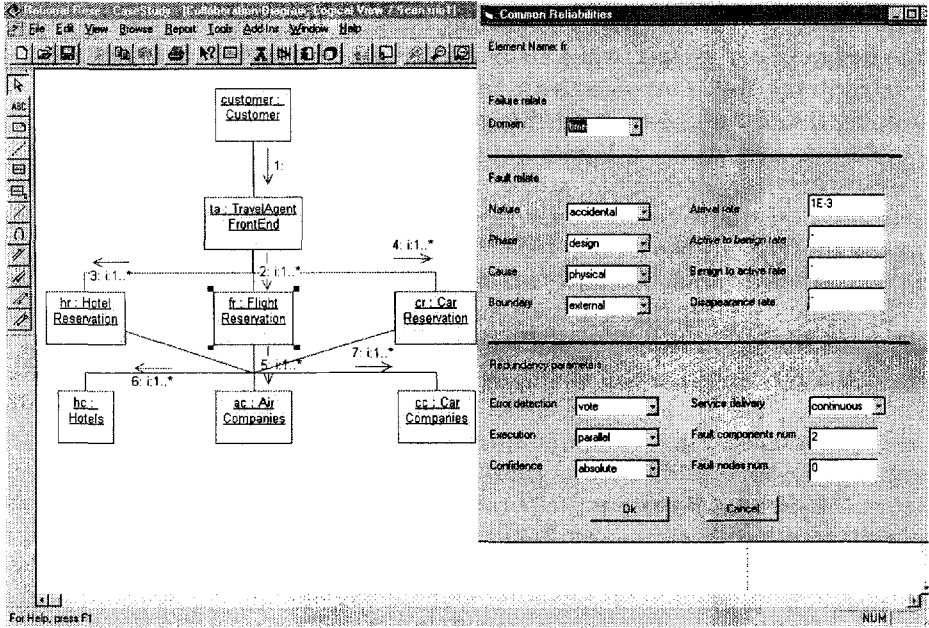 Rational Rose - CaseStudy - [Collaboration Diagram: Logical View /
File Edit View Browse Report Tools Add-Ins Window Help
ABC
customer :
Customer
1:
ta : TravelAgent
FrontEnd
4: i:1..*
3: i:1..*
2: i:1..*
hr : Hotel
Reservation
fr : Flight
Reservation
cr : Car
Reservation
7: i:1..*
5: i:1..*
6: i:1..*
hc :
Hotels
ac : Air
Companies
cc : Car
Companies
For Help, press F1
NUM
Common Reliabilities
Element Name: fr
Failure relate
Domain time
Fault relate
Nature accidental Arrival rate 1E-3
Phase design Active to benign rate -
Cause physical Benign to active rate -
Boundary external Disapearance rate -
Redundancy parameters
Error detection vote Service delivery continuous
Execution parallel Fault components num 2
Confidence absolute Fault nodes num 0
Ok Cancel